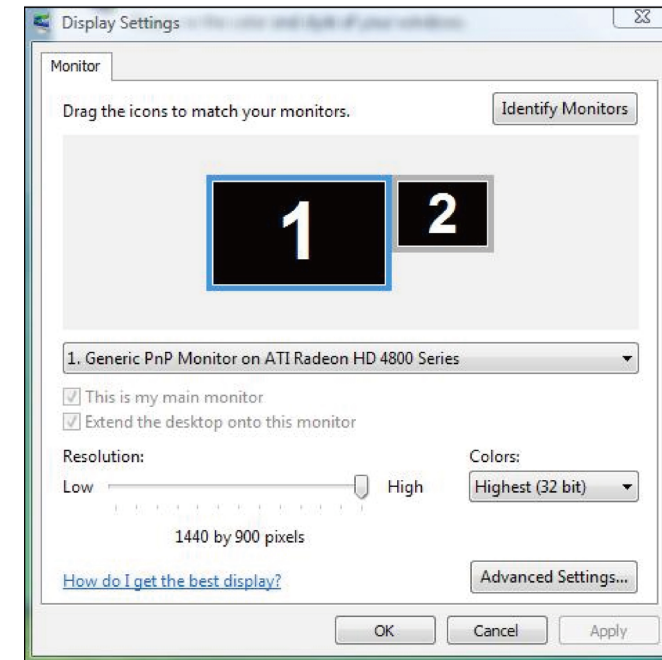 Display Settings
Monitor
Drag the icons to match your monitors.
Identify Monitors
1
2
1. Generic PnP Monitor on ATI Radeon HD 4800 Series
This is my main monitor
Extend the desktop onto this monitor
Resolution:
Colors:
Low
High
Highest (32 bit)
1440 by 900 pixels
How do I get the best display?
Advanced Settings...
OK
Cancel
Apply